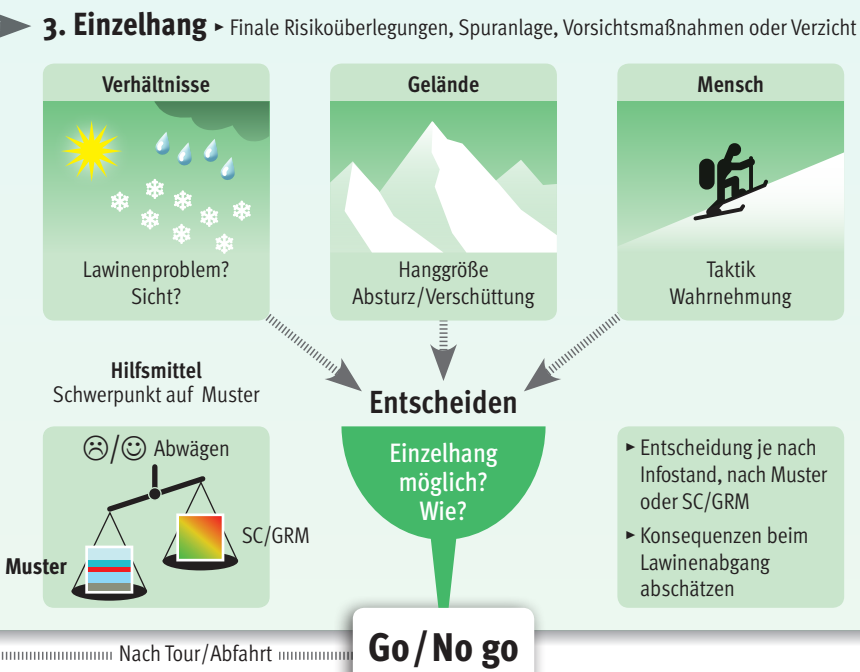 3. Einzelhang ► Finale Risikoüberlegungen, Spuranlage, Vorsichtsmaßnahmen oder Verzicht
Verhältnisse
Lawinenproblem?
Sicht?
Gelände
Hanggröße
Absturz/Verschüttung
Mensch
Taktik
Wahrnehmung
Hilfsmittel
Schwerpunkt auf Muster
☹/☺ Abwägen
SC/GRM
Muster
Entscheiden
Einzelhang
möglich?
Wie?
► Entscheidung je nach
Infostand, nach Muster
oder SC/GRM
► Konsequenzen beim
Lawinenabgang
abschätzen
Nach Tour/Abfahrt
Go/No go